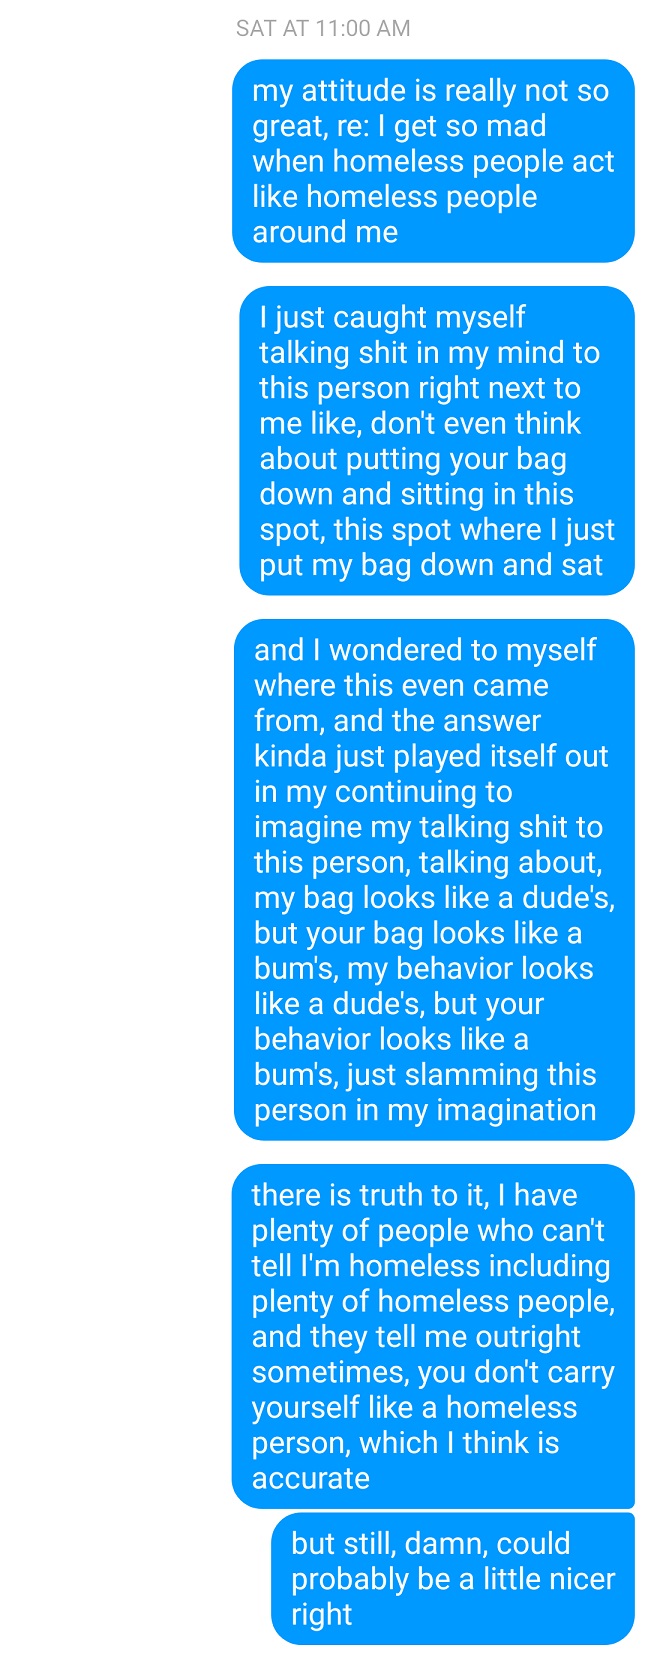 SAT AT 11:00 AM
my attitude is really not so
great, re: I get so mad
when homeless people act
like homeless people
around me
I just caught myself
talking shit in my mind to
this person right next to
me like, don't even think
about putting your bag
down and sitting in this
spot, this spot where I just
put my bag down and sat
and I wondered to myself
where this even came
from, and the answer
kinda just played itself out
in my continuing to
imagine my talking shit to
this person, talking about,
my bag looks like a dude's,
but your bag looks like a
bum's, my behavior looks
like a dude's, but your
behavior looks like a
bum's, just slamming this
person in my imagination
there is truth to it, I have
plenty of people who can't
tell I'm homeless including
plenty of homeless people,
and they tell me outright
sometimes, you don't carry
yourself like a homeless
person, which I think is
accurate
but still, damn, could
probably be a little nicer
right